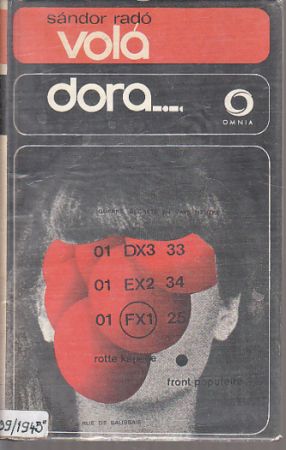 sándor radó
volá
dora
OMNIA
01 DX3 33
01 EX2 34
01 FX1 25
rotte kapelle
front populaire
RUE DE LAUSANNE
09/1945